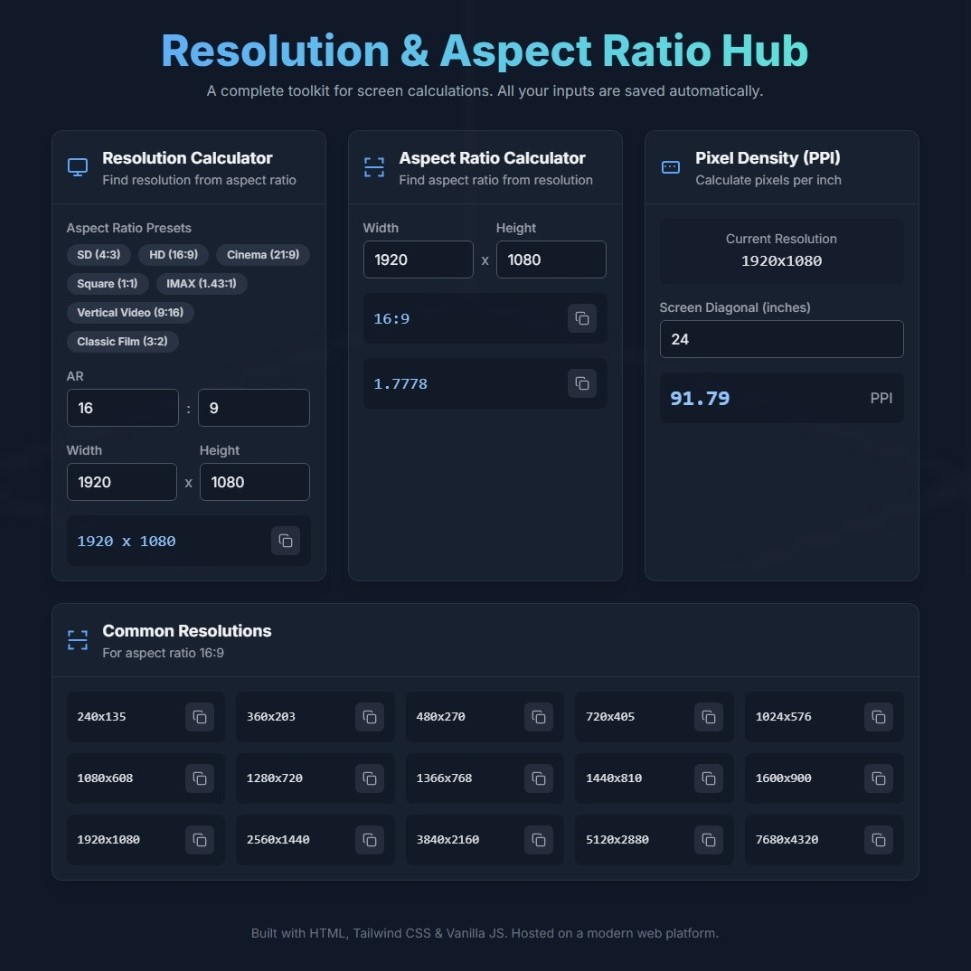 Resolution & Aspect Ratio Hub
A complete toolkit for screen calculations. All your inputs are saved automatically.
Resolution Calculator
Find resolution from aspect ratio
Aspect Ratio Presets
SD (4:3) HD (16:9) Cinema (21:9)
Square (1:1) IMAX (1.43:1)
Vertical Video (9:16)
Classic Film (3:2)
AR
16 : 9
Width Height
1920 x 1080
1920 x 1080
Aspect Ratio Calculator
Find aspect ratio from resolution
Width Height
1920 x 1080
16:9
1.7778
Pixel Density (PPI)
Calculate pixels per inch
Current Resolution
1920x1080
Screen Diagonal (inches)
24
91.79 PPI
Common Resolutions
For aspect ratio 16:9
240x135 360x203 480x270 720x405 1024x576
1080x608 1280x720 1366x768 1440x810 1600x900
1920x1080 2560x1440 3840x2160 5120x2880 7680x4320
Built with HTML, Tailwind CSS & Vanilla JS. Hosted on a modern web platform.